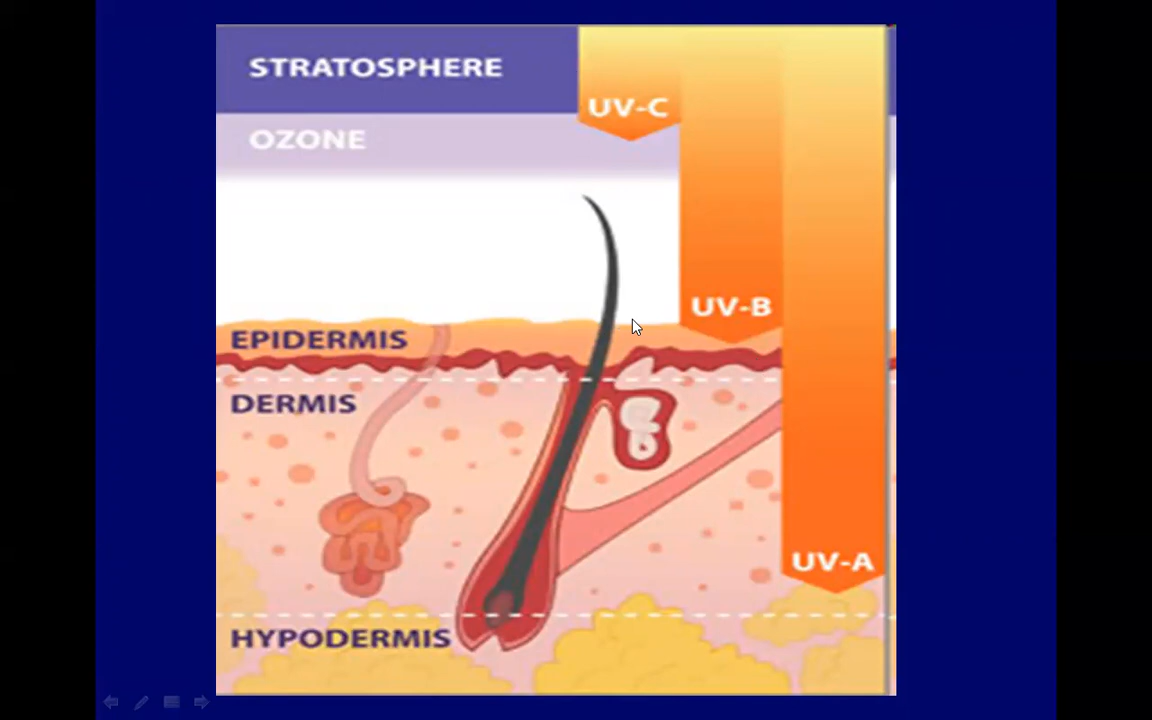 STRATOSPHERE
UV-C
OZONE
UV-B
EPIDERMIS
DERMIS
UV-A
HYPODERMIS